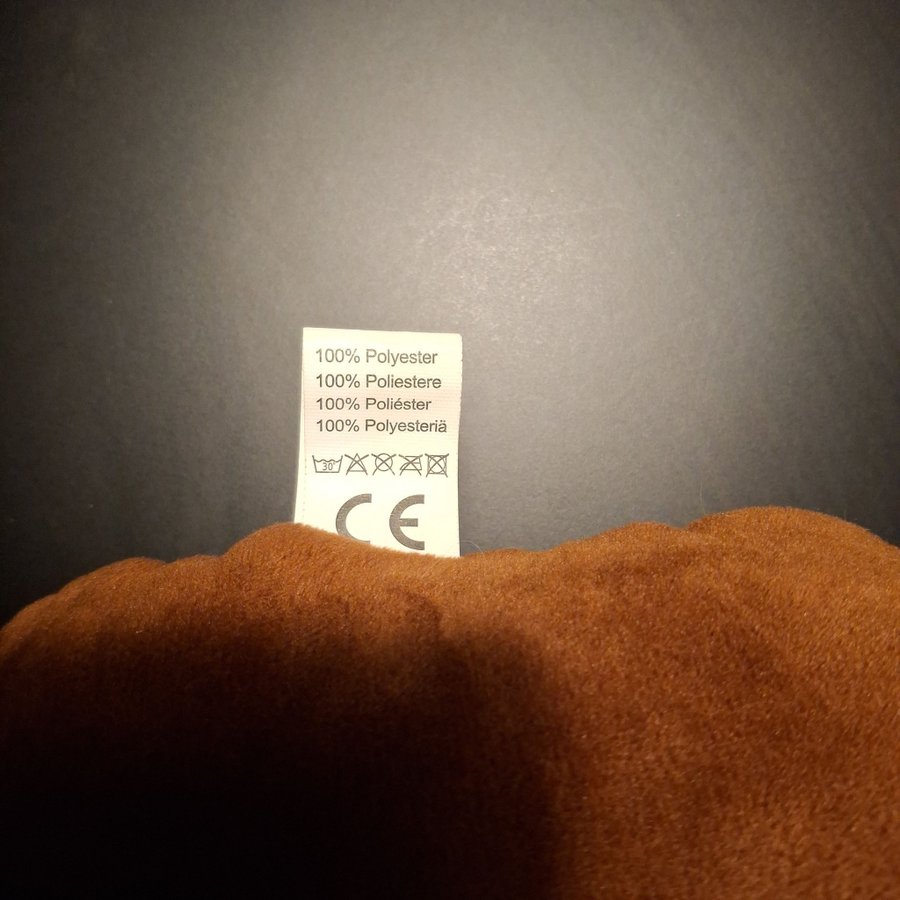 100% Polyester
100% Poliestere
100% Poliéster
100% Polyesteriä
30
CE